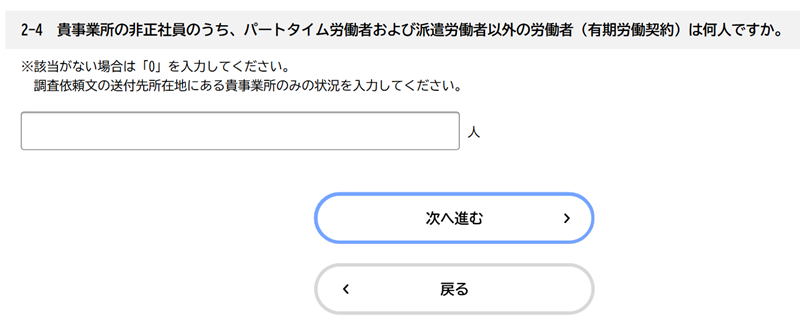 2-4　貴事業所の非正社員のうち、パートタイム労働者および派遣労働者以外の労働者（有期労働契約）は何人ですか。
※該当がない場合は「0」を入力してください。
調査依頼文の送付先所在地にある貴事業所のみの状況を入力してください。
人
次へ進む
戻る